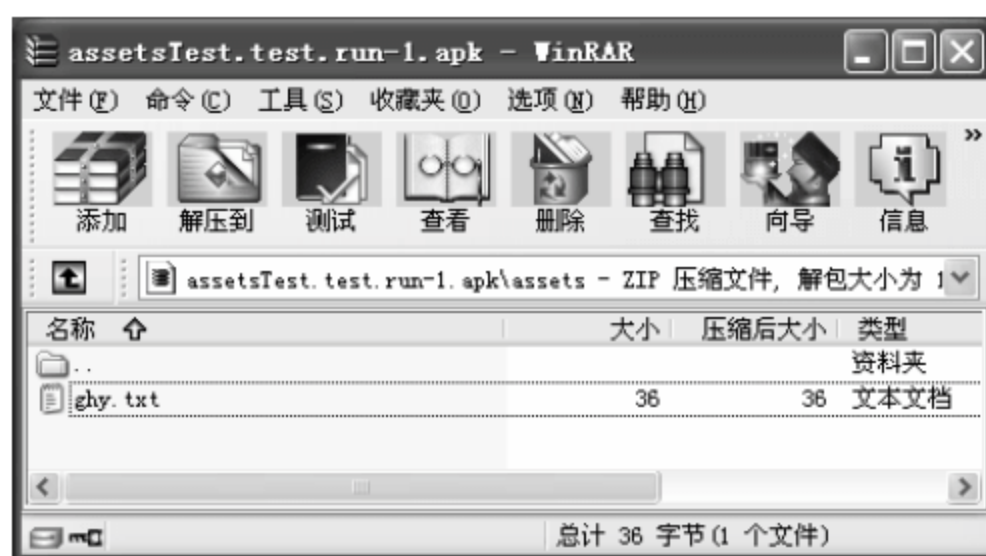 assetsTest.test.run-1.apk - WinRAR
文件(F) 命令(C) 工具(S) 收藏夹(O) 选项(N) 帮助(H)
添加 解压到 测试 查看 删除 查找 向导 信息
assetsTest.test.run-1.apk\assets - ZIP 压缩文件, 解包大小为 1
名称 大小 压缩后大小 类型
.. 资料夹
ghy.txt 36 36 文本文档
总计 36 字节(1 个文件)